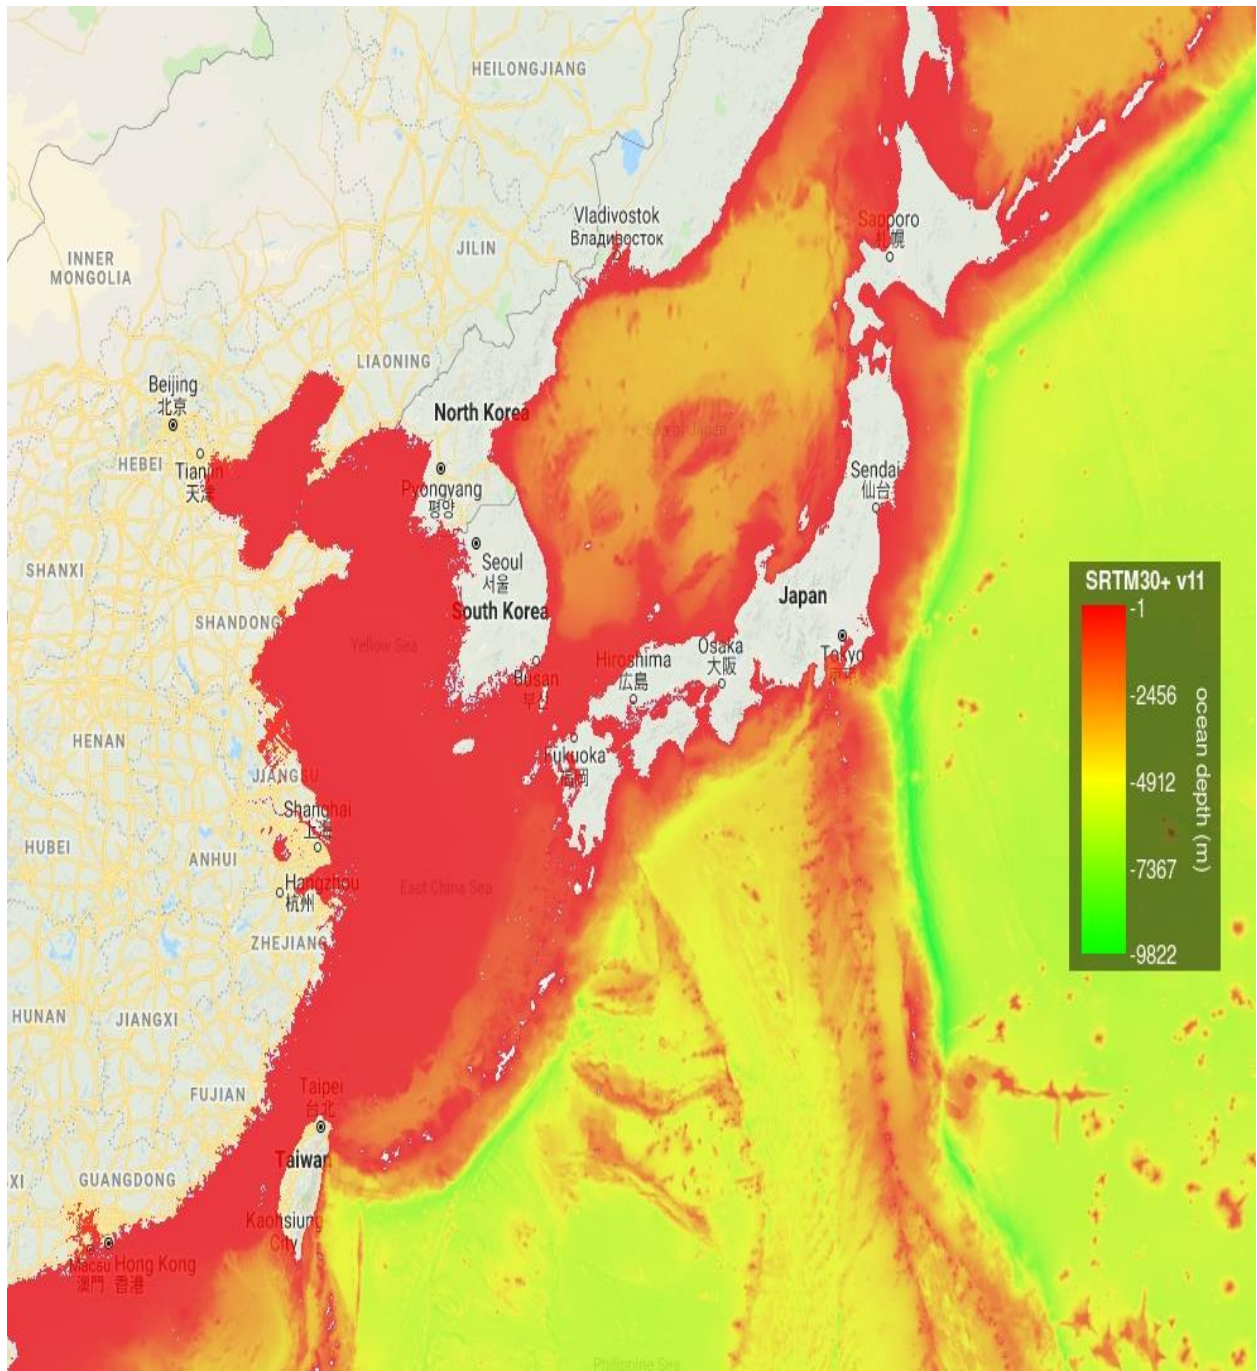 HEILONGJIANG
Vladivostok
Владивосток
Sapporo
札幌
JILIN
INNER
MONGOLIA
LIAONING
Beijing
北京
North Korea
Sea of Japan
HEBEI
Tianjin
天津
Pyongyang
평양
Sendai
仙台
Seoul
서울
SHANXI
South Korea
Japan
SRTM30+ v11
-1
-2456
-4912
-7367
-9822
ocean depth (m)
SHANDONG
Yellow Sea
Hiroshima
広島
Osaka
大阪
Tokyo
Busan
부산
HENAN
Fukuoka
福岡
JIANGSU
Shanghai
上海
HUBEI
ANHUI
Hangzhou
杭州
East China Sea
ZHEJIANG
HUNAN
JIANGXI
FUJIAN
Taipei
台北
Taiwan
XI
GUANGDONG
Kaohsiung
City
Macau
澳門
Hong Kong
香港
Philippine Sea